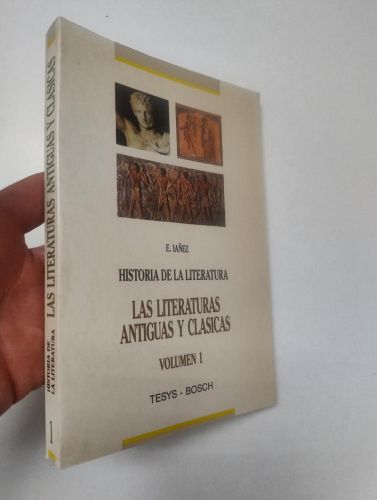 E. IAÑEZ
HISTORIA DE LA LITERATURA
LAS LITERATURAS
ANTIGUAS Y CLASICAS
VOLUMEN 1
TESYS - BOSCH
HISTORIA DE
LA LITERATURA
LAS LITERATURAS ANTIGUAS Y CLASICAS
1